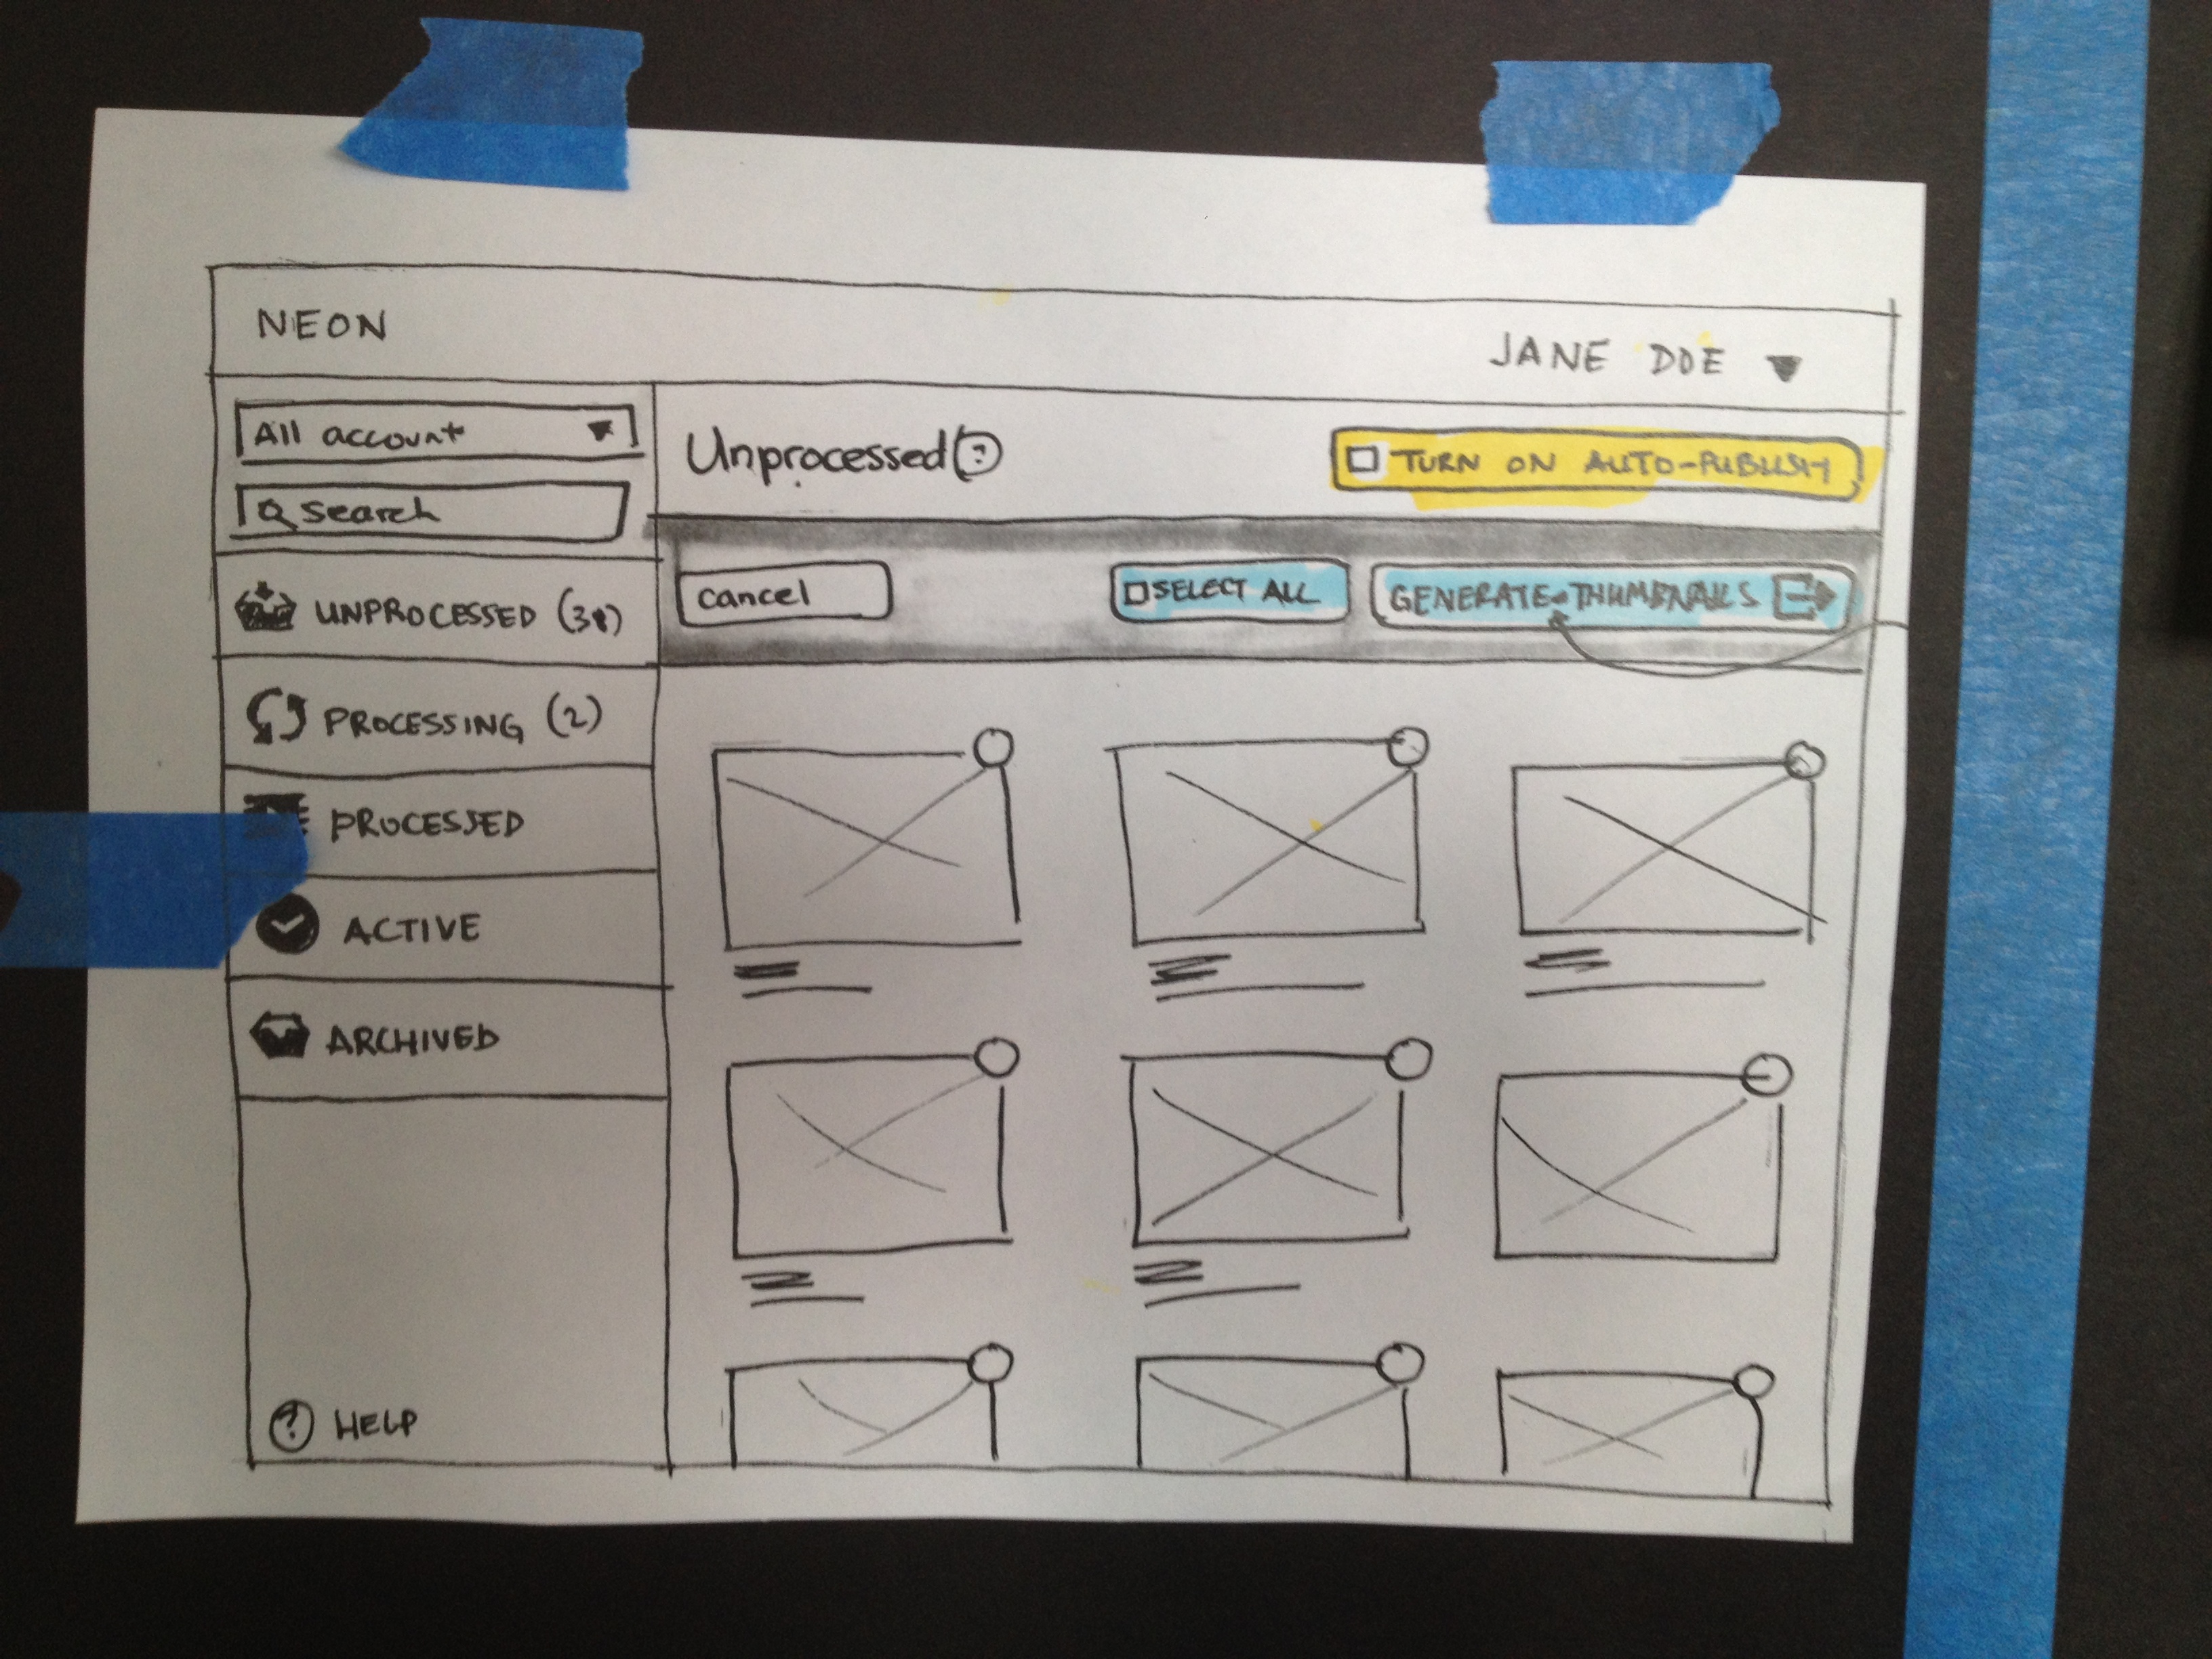 NEON
JANE DOE
All account
search
UNPROCESSED
PROCESSING (2)
PROCESSED
ACTIVE
ARCHIVED
? HELP
Unprocessed ?
TURN ON AUTO-PUBLISH
cancel
SELECT ALL
GENERATE THUMBNAILS